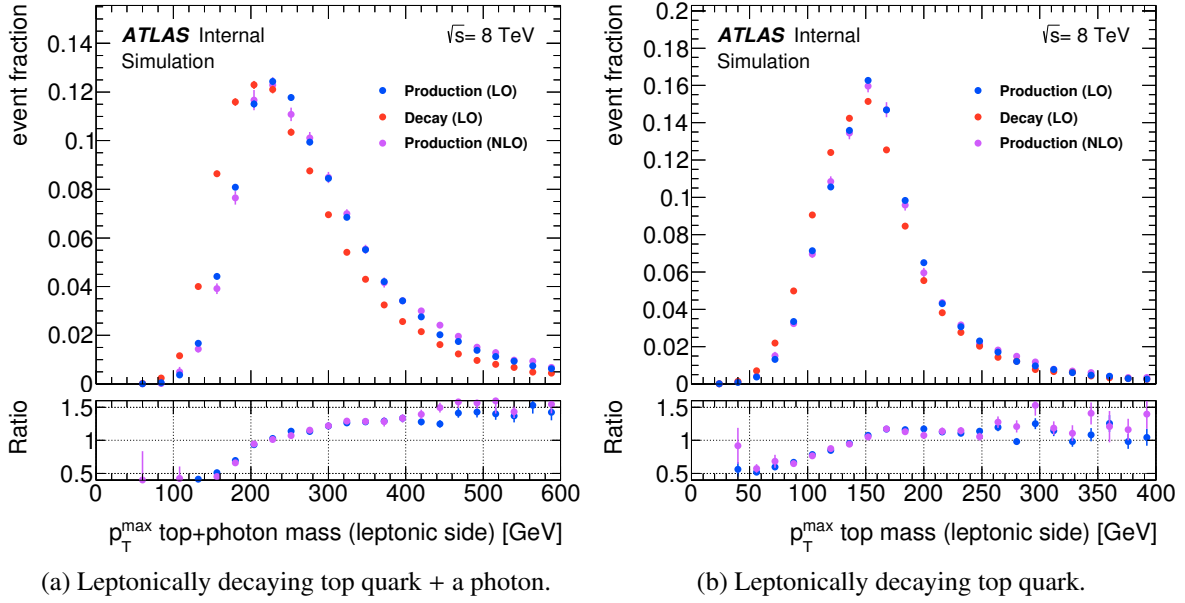 event fraction
0.14
0.12
0.1
0.08
0.06
0.04
0.02
0
ATLAS Internal
Simulation
√s= 8 TeV
Production (LO)
Decay (LO)
Production (NLO)
Ratio
1.5
1
0.5
0 100 200 300 400 500 600
p_T^max top+photon mass (leptonic side) [GeV]
(a) Leptonically decaying top quark + a photon.
event fraction
0.2
0.18
0.16
0.14
0.12
0.1
0.08
0.06
0.04
0.02
0
ATLAS Internal
Simulation
√s= 8 TeV
Production (LO)
Decay (LO)
Production (NLO)
Ratio
1.5
1
0.5
0 50 100 150 200 250 300 350 400
p_T^max top mass (leptonic side) [GeV]
(b) Leptonically decaying top quark.